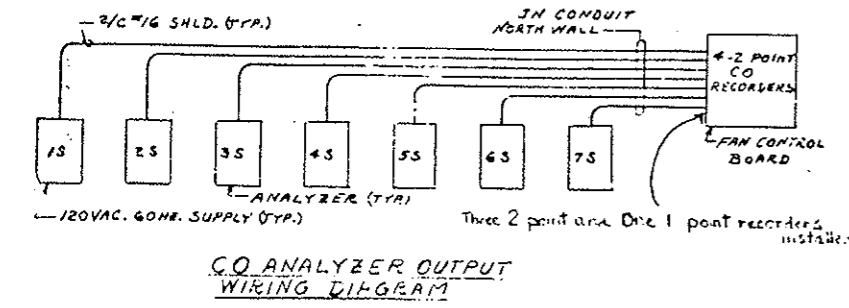 2/C #16 SHLD. (TYP.)
IN CONDUIT
NORTH WALL
4-2 POINT
CO
RECORDERS
1S
2S
3S
4S
5S
6S
7S
FAN CONTROL
BOARD
ANALYZER (TYP)
120VAC. 60HZ. SUPPLY (TYP.)
Three 2 point and One 1 point recorders
installed
CO ANALYZER OUTPUT
WIRING DIAGRAM